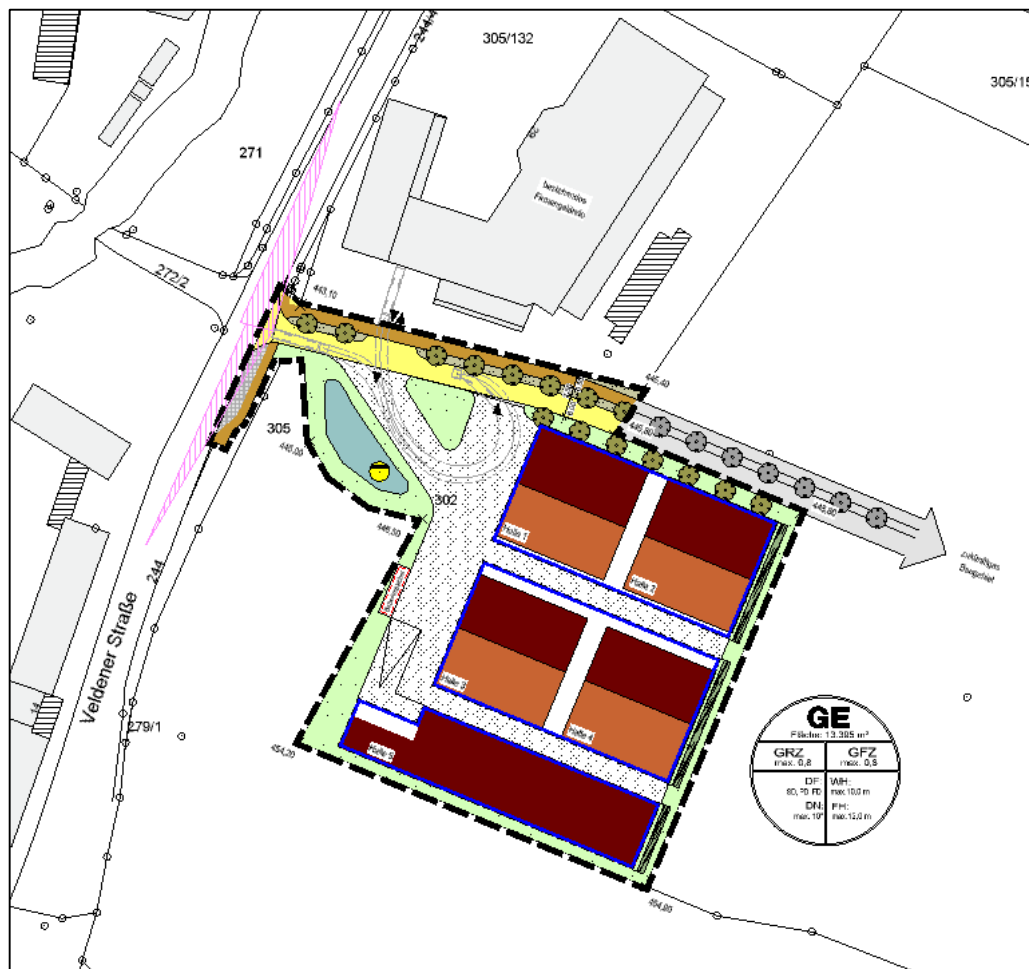 305/132
244/4
305/15
271
bestehendes
Firmengelände
272/2
443,10
445,40
445,80
305
445,00
302
446,50
448,80
zukünftiges
Baugebiet
Halle 1
Halle 2
244
Veldener Straße
Halle 3
Halle 4
14
279/1
454,20
Halle 5
454,80
GE
Fläche: 13.395 m²
GRZ
max. 0,8
GFZ
max. 0,8
DF:
SD, PD, FD
WH:
max. 10,0 m
DN:
max. 10°
FH:
max. 12,0 m